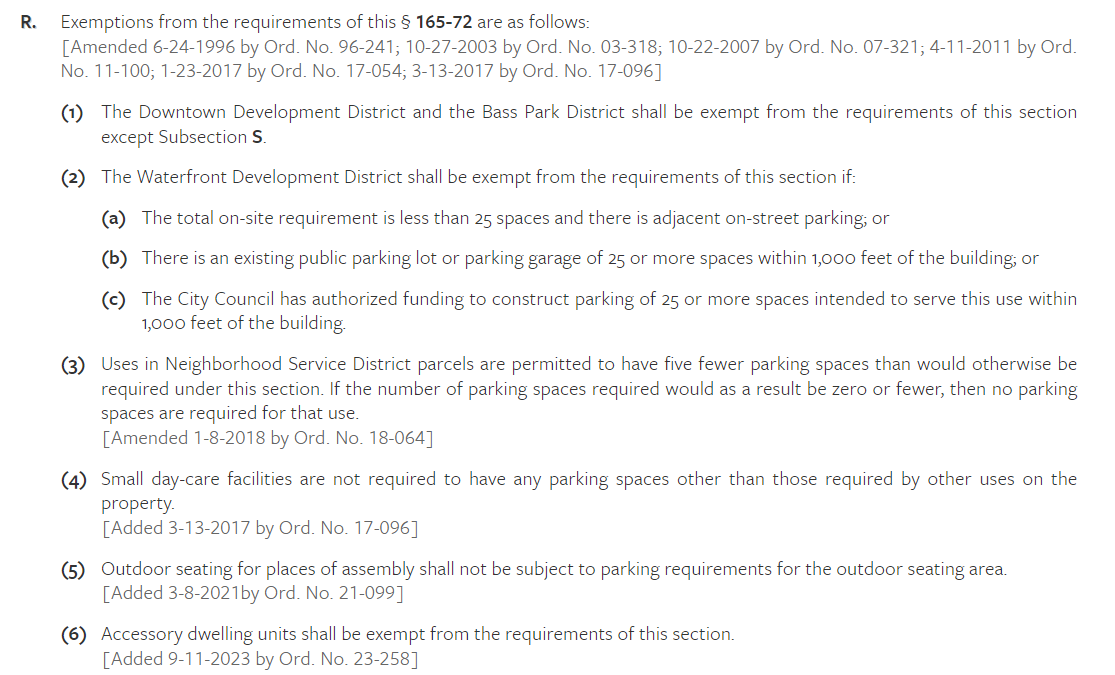 R. Exemptions from the requirements of this § 165-72 are as follows:
[Amended 6-24-1996 by Ord. No. 96-241; 10-27-2003 by Ord. No. 03-318; 10-22-2007 by Ord. No. 07-321; 4-11-2011 by Ord.
No. 11-100; 1-23-2017 by Ord. No. 17-054; 3-13-2017 by Ord. No. 17-096]
(1) The Downtown Development District and the Bass Park District shall be exempt from the requirements of this section
except Subsection S.
(2) The Waterfront Development District shall be exempt from the requirements of this section if:
(a) The total on-site requirement is less than 25 spaces and there is adjacent on-street parking; or
(b) There is an existing public parking lot or parking garage of 25 or more spaces within 1,000 feet of the building; or
(c) The City Council has authorized funding to construct parking of 25 or more spaces intended to serve this use within
1,000 feet of the building.
(3) Uses in Neighborhood Service District parcels are permitted to have five fewer parking spaces than would otherwise be
required under this section. If the number of parking spaces required would as a result be zero or fewer, then no parking
spaces are required for that use.
[Amended 1-8-2018 by Ord. No. 18-064]
(4) Small day-care facilities are not required to have any parking spaces other than those required by other uses on the
property.
[Added 3-13-2017 by Ord. No. 17-096]
(5) Outdoor seating for places of assembly shall not be subject to parking requirements for the outdoor seating area.
[Added 3-8-2021by Ord. No. 21-099]
(6) Accessory dwelling units shall be exempt from the requirements of this section.
[Added 9-11-2023 by Ord. No. 23-258]